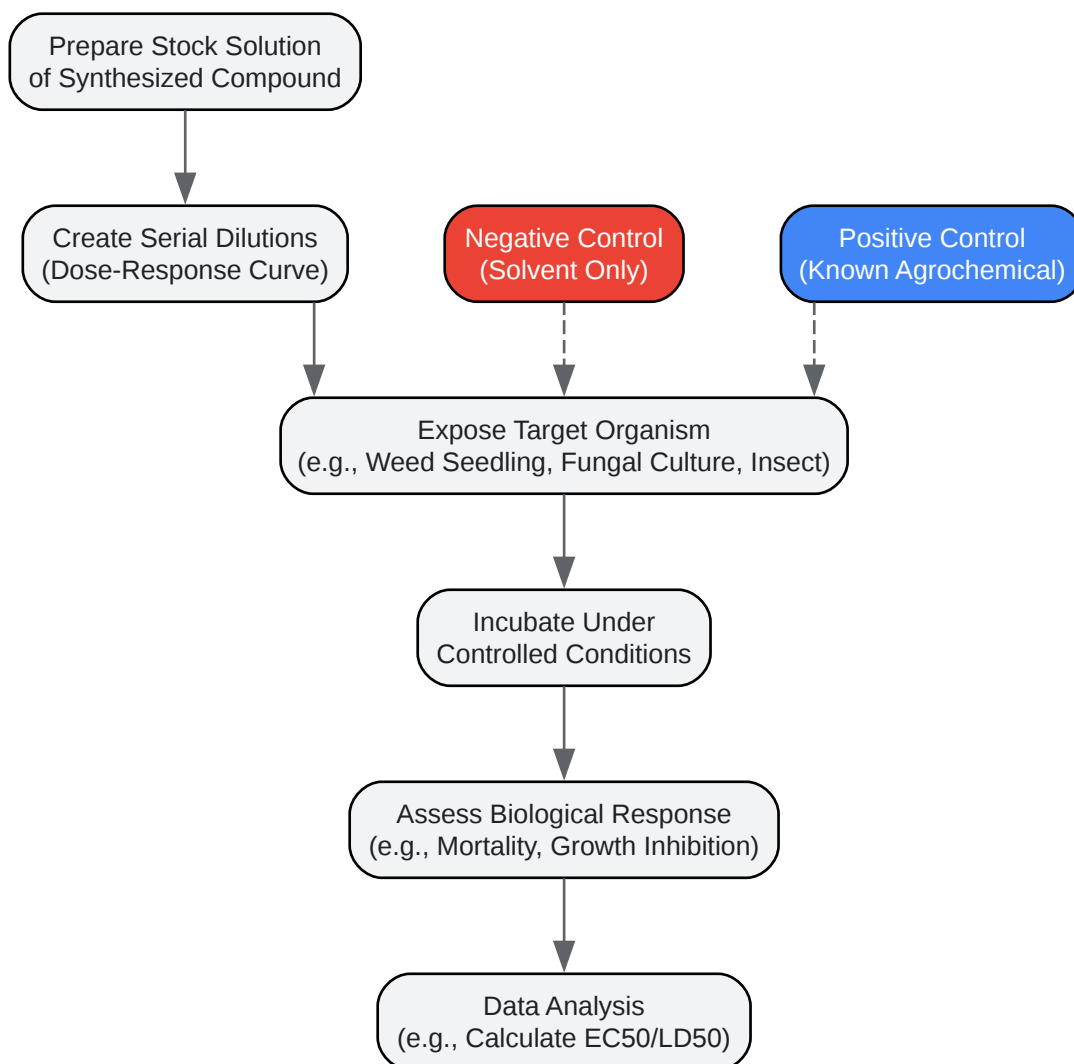 Prepare Stock Solution
of Synthesized Compound
Create Serial Dilutions
(Dose-Response Curve)
Negative Control
(Solvent Only)
Positive Control
(Known Agrochemical)
Expose Target Organism
(e.g., Weed Seedling, Fungal Culture, Insect)
Incubate Under
Controlled Conditions
Assess Biological Response
(e.g., Mortality, Growth Inhibition)
Data Analysis
(e.g., Calculate EC50/LD50)